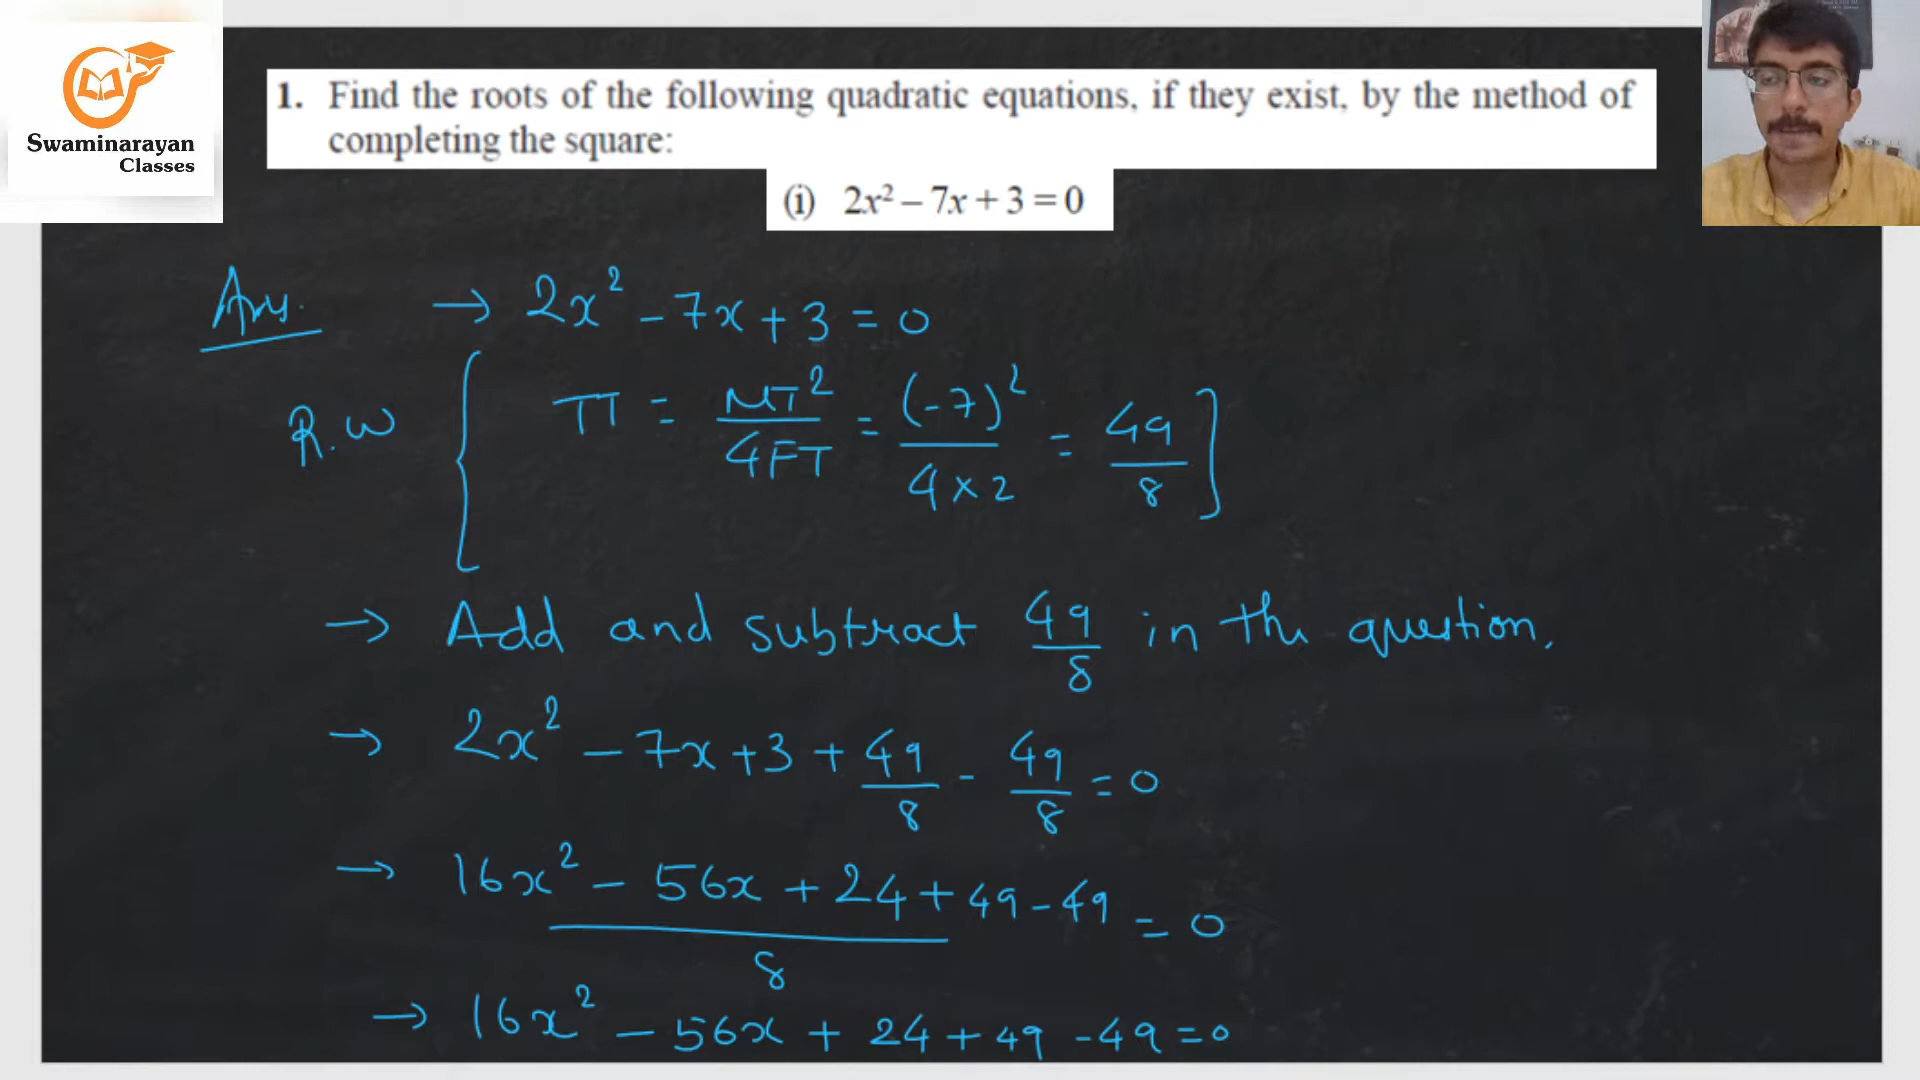 Swaminarayan
Classes
1. Find the roots of the following quadratic equations, if they exist, by the method of
completing the square:
(i) 2x² – 7x + 3 = 0
Ans. → 2x² - 7x + 3 = 0
R.W { TT = MT²/4FT = (-7)²/4×2 = 49/8 ]
→ Add and subtract 49/8 in the question.
→ 2x² - 7x + 3 + 49/8 - 49/8 = 0
→ 16x² - 56x + 24 + 49 - 49 / 8 = 0
→ 16x² - 56x + 24 + 49 - 49 = 0